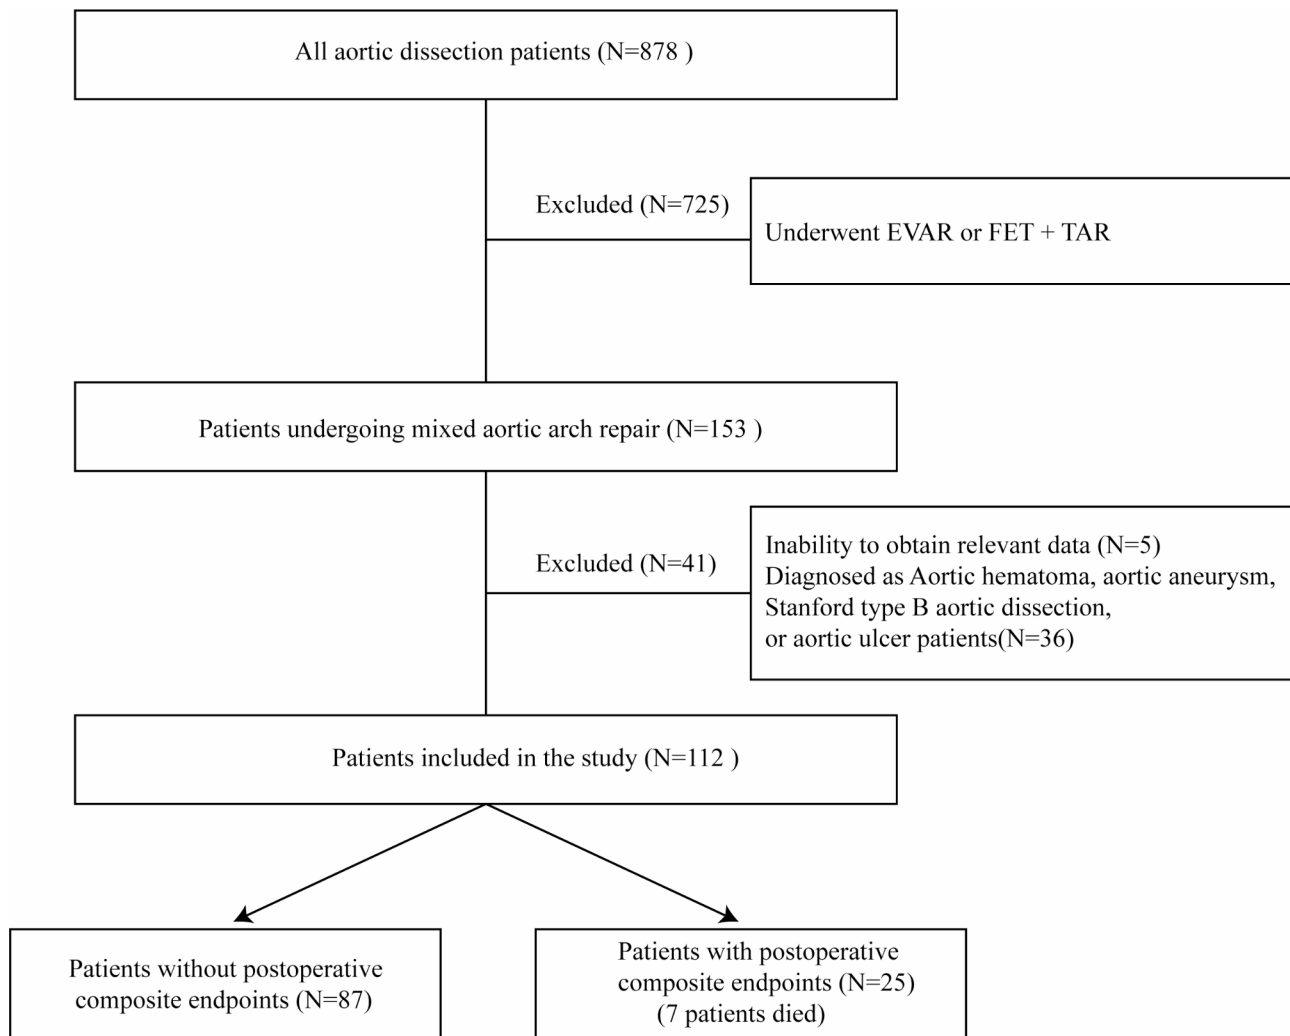 All aortic dissection patients (N=878 )
Excluded (N=725)
Underwent EVAR or FET + TAR
Patients undergoing mixed aortic arch repair (N=153 )
Excluded (N=41)
Inability to obtain relevant data (N=5)
Diagnosed as Aortic hematoma, aortic aneurysm,
Stanford type B aortic dissection,
or aortic ulcer patients(N=36)
Patients included in the study (N=112 )
Patients without postoperative
composite endpoints (N=87)
Patients with postoperative
composite endpoints (N=25)
(7 patients died)